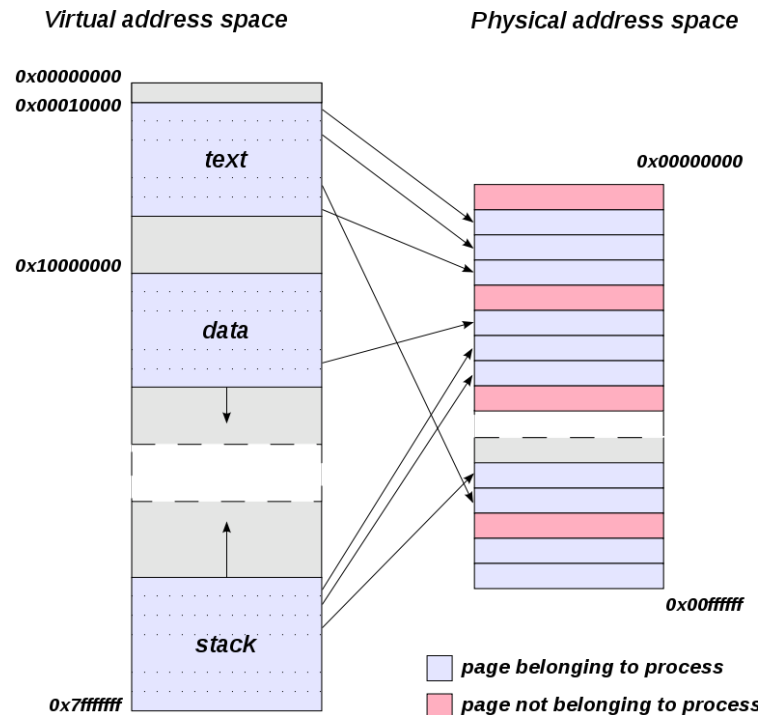 Virtual address space
Physical address space
0x00000000
0x00010000
text
0x00000000
0x10000000
data
stack
0x7fffffff
0x00ffffff
page belonging to process
page not belonging to process